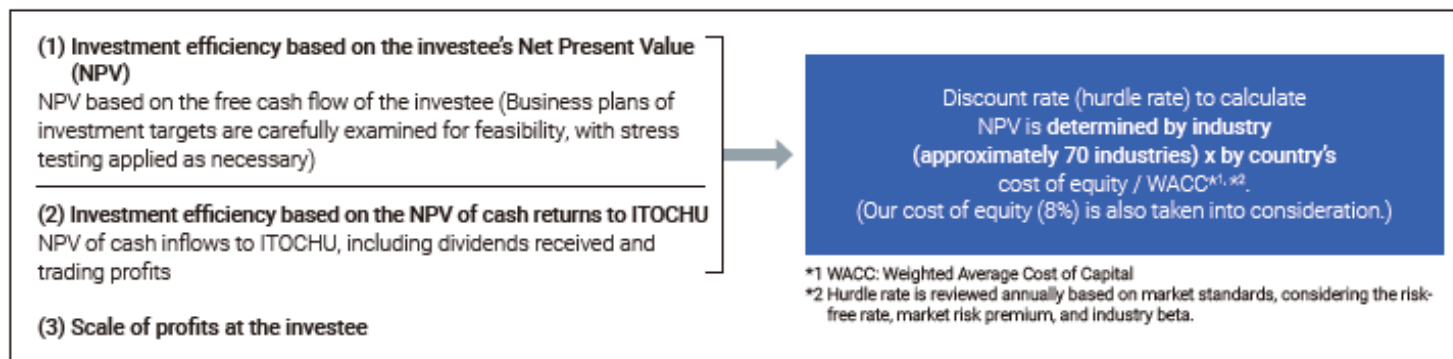 (1) Investment efficiency based on the investee's Net Present Value
(NPV)
NPV based on the free cash flow of the investee (Business plans of
investment targets are carefully examined for feasibility, with stress
testing applied as necessary)
(2) Investment efficiency based on the NPV of cash returns to ITOCHU
NPV of cash inflows to ITOCHU, including dividends received and
trading profits
(3) Scale of profits at the investee
Discount rate (hurdle rate) to calculate
NPV is determined by industry
(approximately 70 industries) x by country's
cost of equity / WACC*1, *2.
(Our cost of equity (8%) is also taken into consideration.)
*1 WACC: Weighted Average Cost of Capital
*2 Hurdle rate is reviewed annually based on market standards, considering the risk-
free rate, market risk premium, and industry beta.